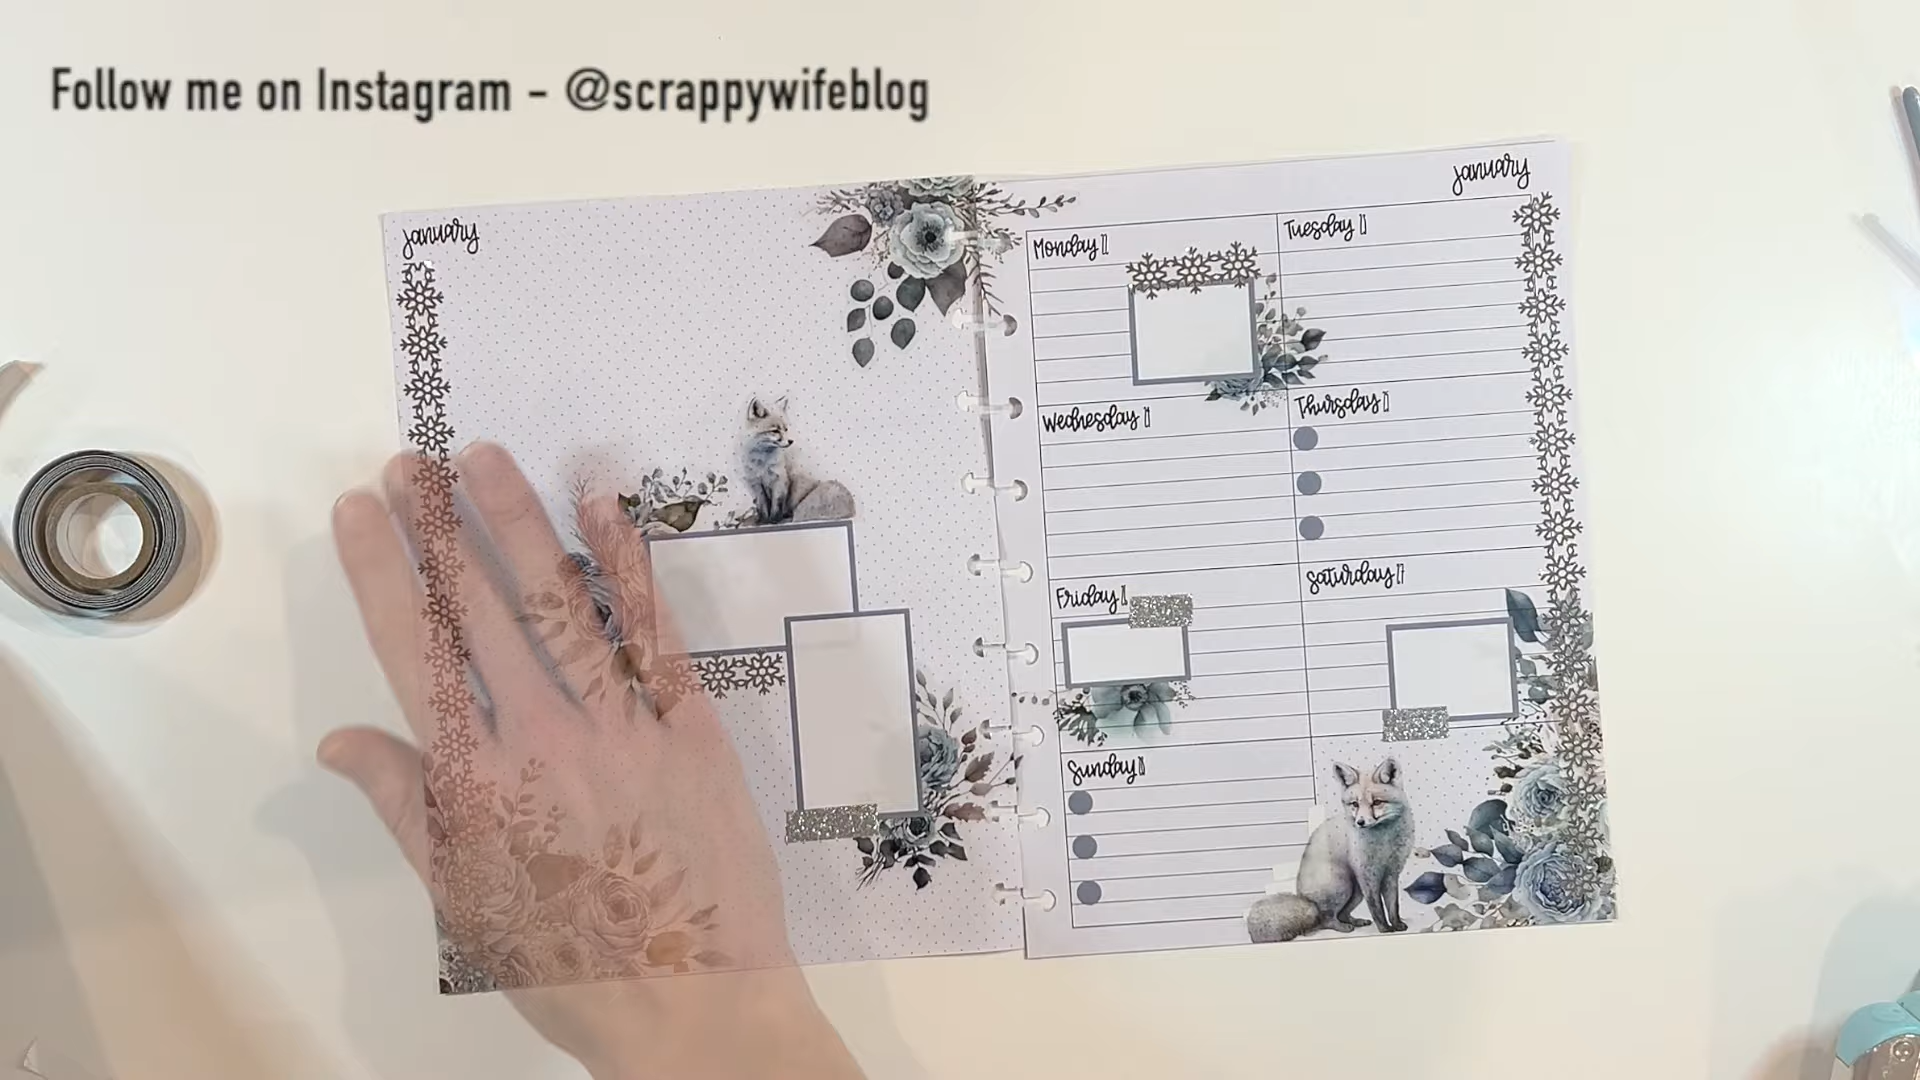 Follow me on Instagram - @scrappywifeblog
january
january
Monday
Tuesday
Wednesday
Thursday
Friday
Saturday
Sunday